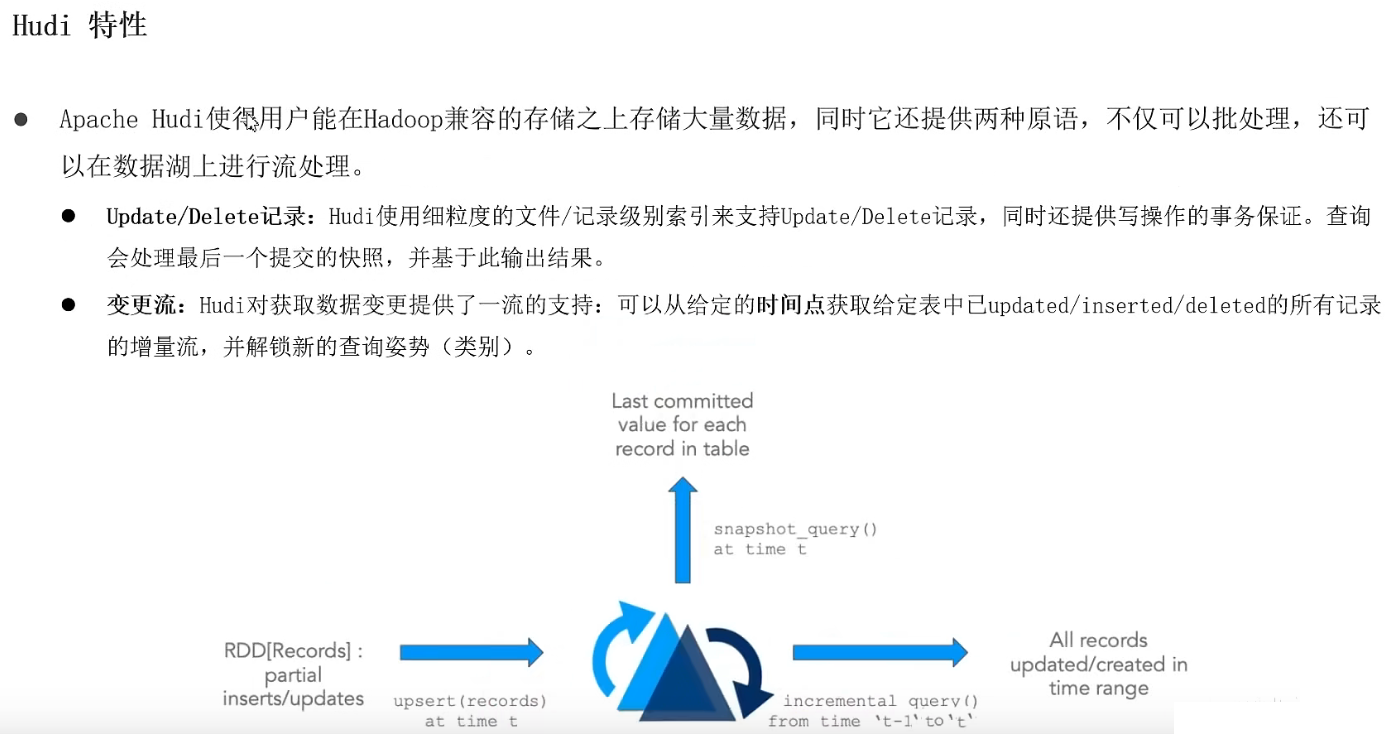 Hudi 特性
Apache Hudi使得用户能在Hadoop兼容的存储之上存储大量数据，同时它还提供两种原语，不仅可以批处理，还可
以在数据湖上进行流处理。
Update/Delete记录：Hudi使用细粒度的文件/记录级别索引来支持Update/Delete记录，同时还提供写操作的事务保证。查询
会处理最后一个提交的快照，并基于此输出结果。
变更流：Hudi对获取数据变更提供了一流的支持：可以从给定的时间点获取给定表中已updated/inserted/deleted的所有记录
的增量流，并解锁新的查询姿势（类别）。
Last committed
value for each
record in table
snapshot_query()
at time t
RDD[Records] :
partial
inserts/updates
upsert(records)
at time t
incremental query()
from time ‘t-1‘ to ‘t‘
All records
updated/created in
time range